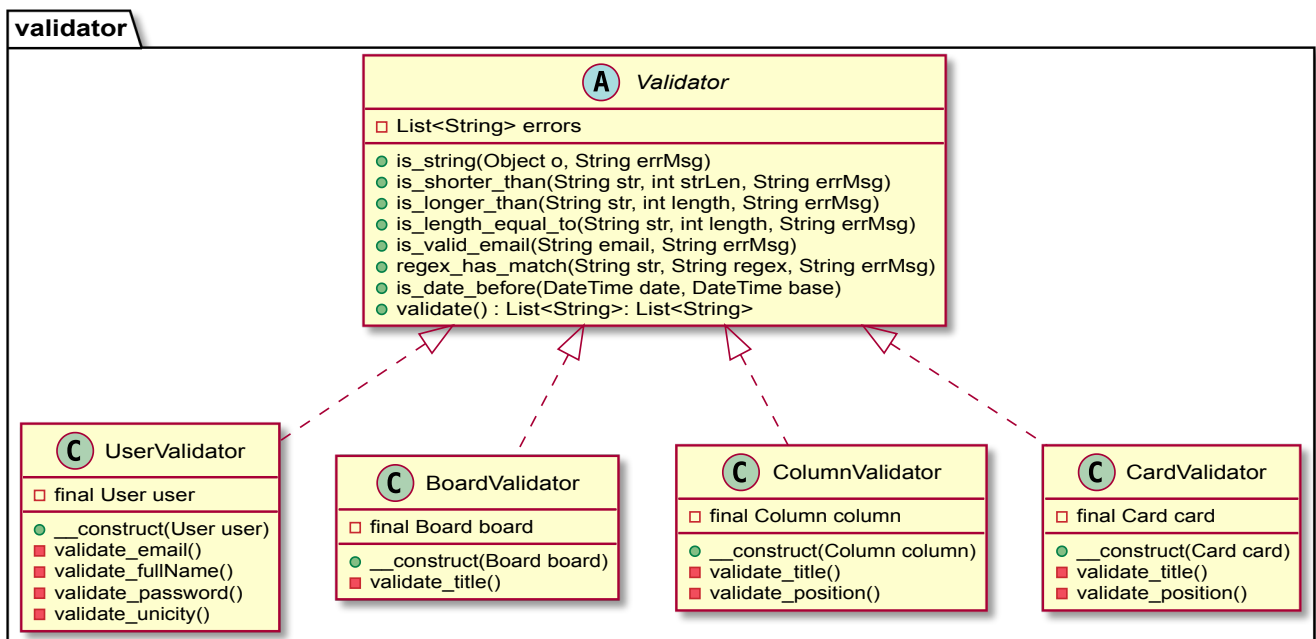 validator
A Validator
List<String> errors
is_string(Object o, String errMsg)
is_shorter_than(String str, int strLen, String errMsg)
is_longer_than(String str, int length, String errMsg)
is_length_equal_to(String str, int length, String errMsg)
is_valid_email(String email, String errMsg)
regex_has_match(String str, String regex, String errMsg)
is_date_before(DateTime date, DateTime base)
validate() : List<String>: List<String>
C UserValidator
final User user
__construct(User user)
validate_email()
validate_fullName()
validate_password()
validate_unicity()
C BoardValidator
final Board board
__construct(Board board)
validate_title()
C ColumnValidator
final Column column
__construct(Column column)
validate_title()
validate_position()
C CardValidator
final Card card
__construct(Card card)
validate_title()
validate_position()